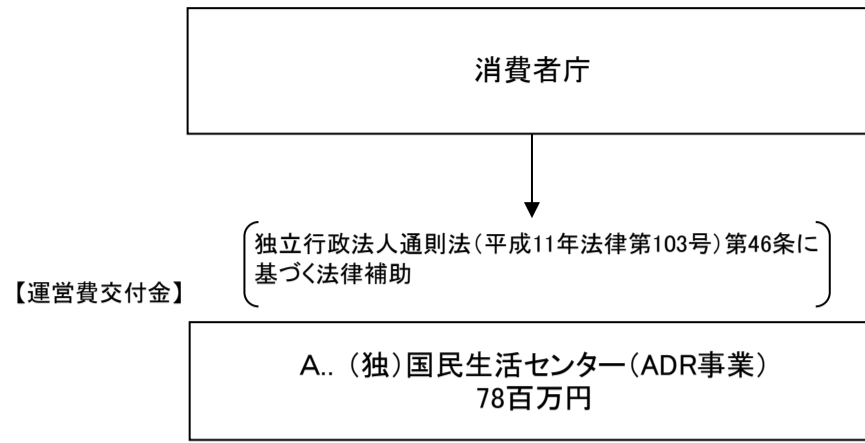 消費者庁
独立行政法人通則法(平成11年法律第103号)第46条に
基づく法律補助
【運営費交付金】
A.. (独)国民生活センター(ADR事業)
78百万円